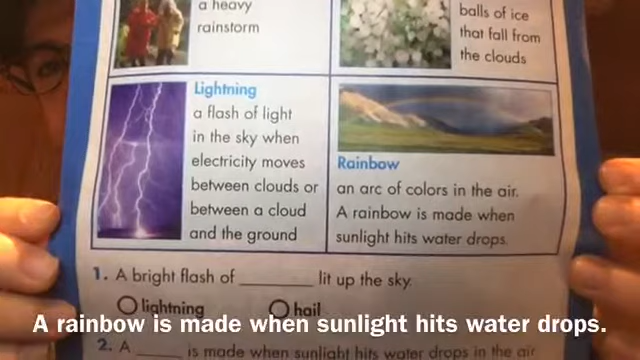 a heavy
rainstorm
balls of ice
that fall from
the clouds
Lightning
a flash of light
in the sky when
electricity moves
between clouds or
between a cloud
and the ground
Rainbow
an arc of colors in the air.
A rainbow is made when
sunlight hits water drops.
1. A bright flash of ______ lit up the sky.
lightning
hail
A rainbow is made when sunlight hits water drops.
2. A ______ is made when sunlight hits water drops in the air